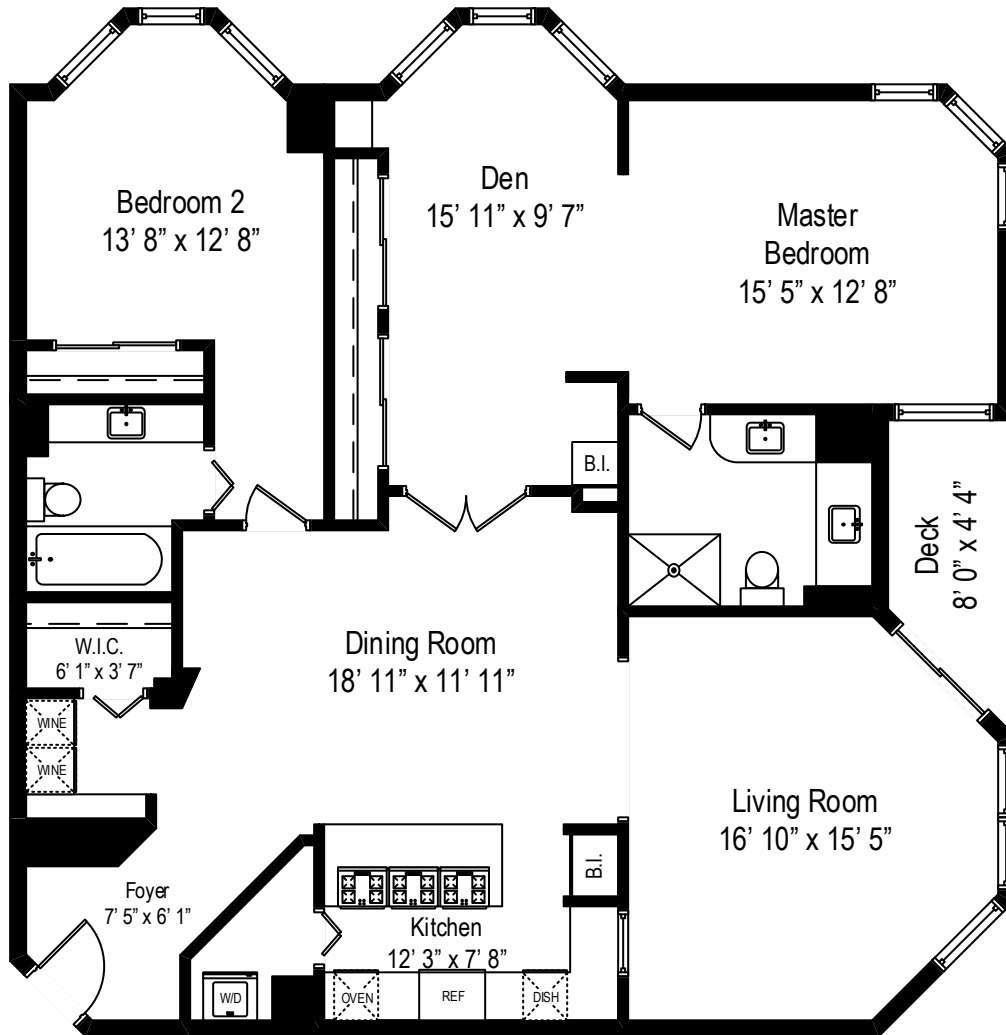 Bedroom 2
13’ 8” x 12’ 8”
Den
15’ 11” x 9’ 7”
Master
Bedroom
15’ 5” x 12’ 8”
B.I.
Deck
8’ 0” x 4’ 4”
W.I.C.
6’ 1” x 3’ 7”
Dining Room
18’ 11” x 11’ 11”
WINE
WINE
Living Room
16’ 10” x 15’ 5”
B.I.
Foyer
7’ 5” x 6’ 1”
Kitchen
12’ 3” x 7’ 8”
W/D
OVEN
REF
DISH